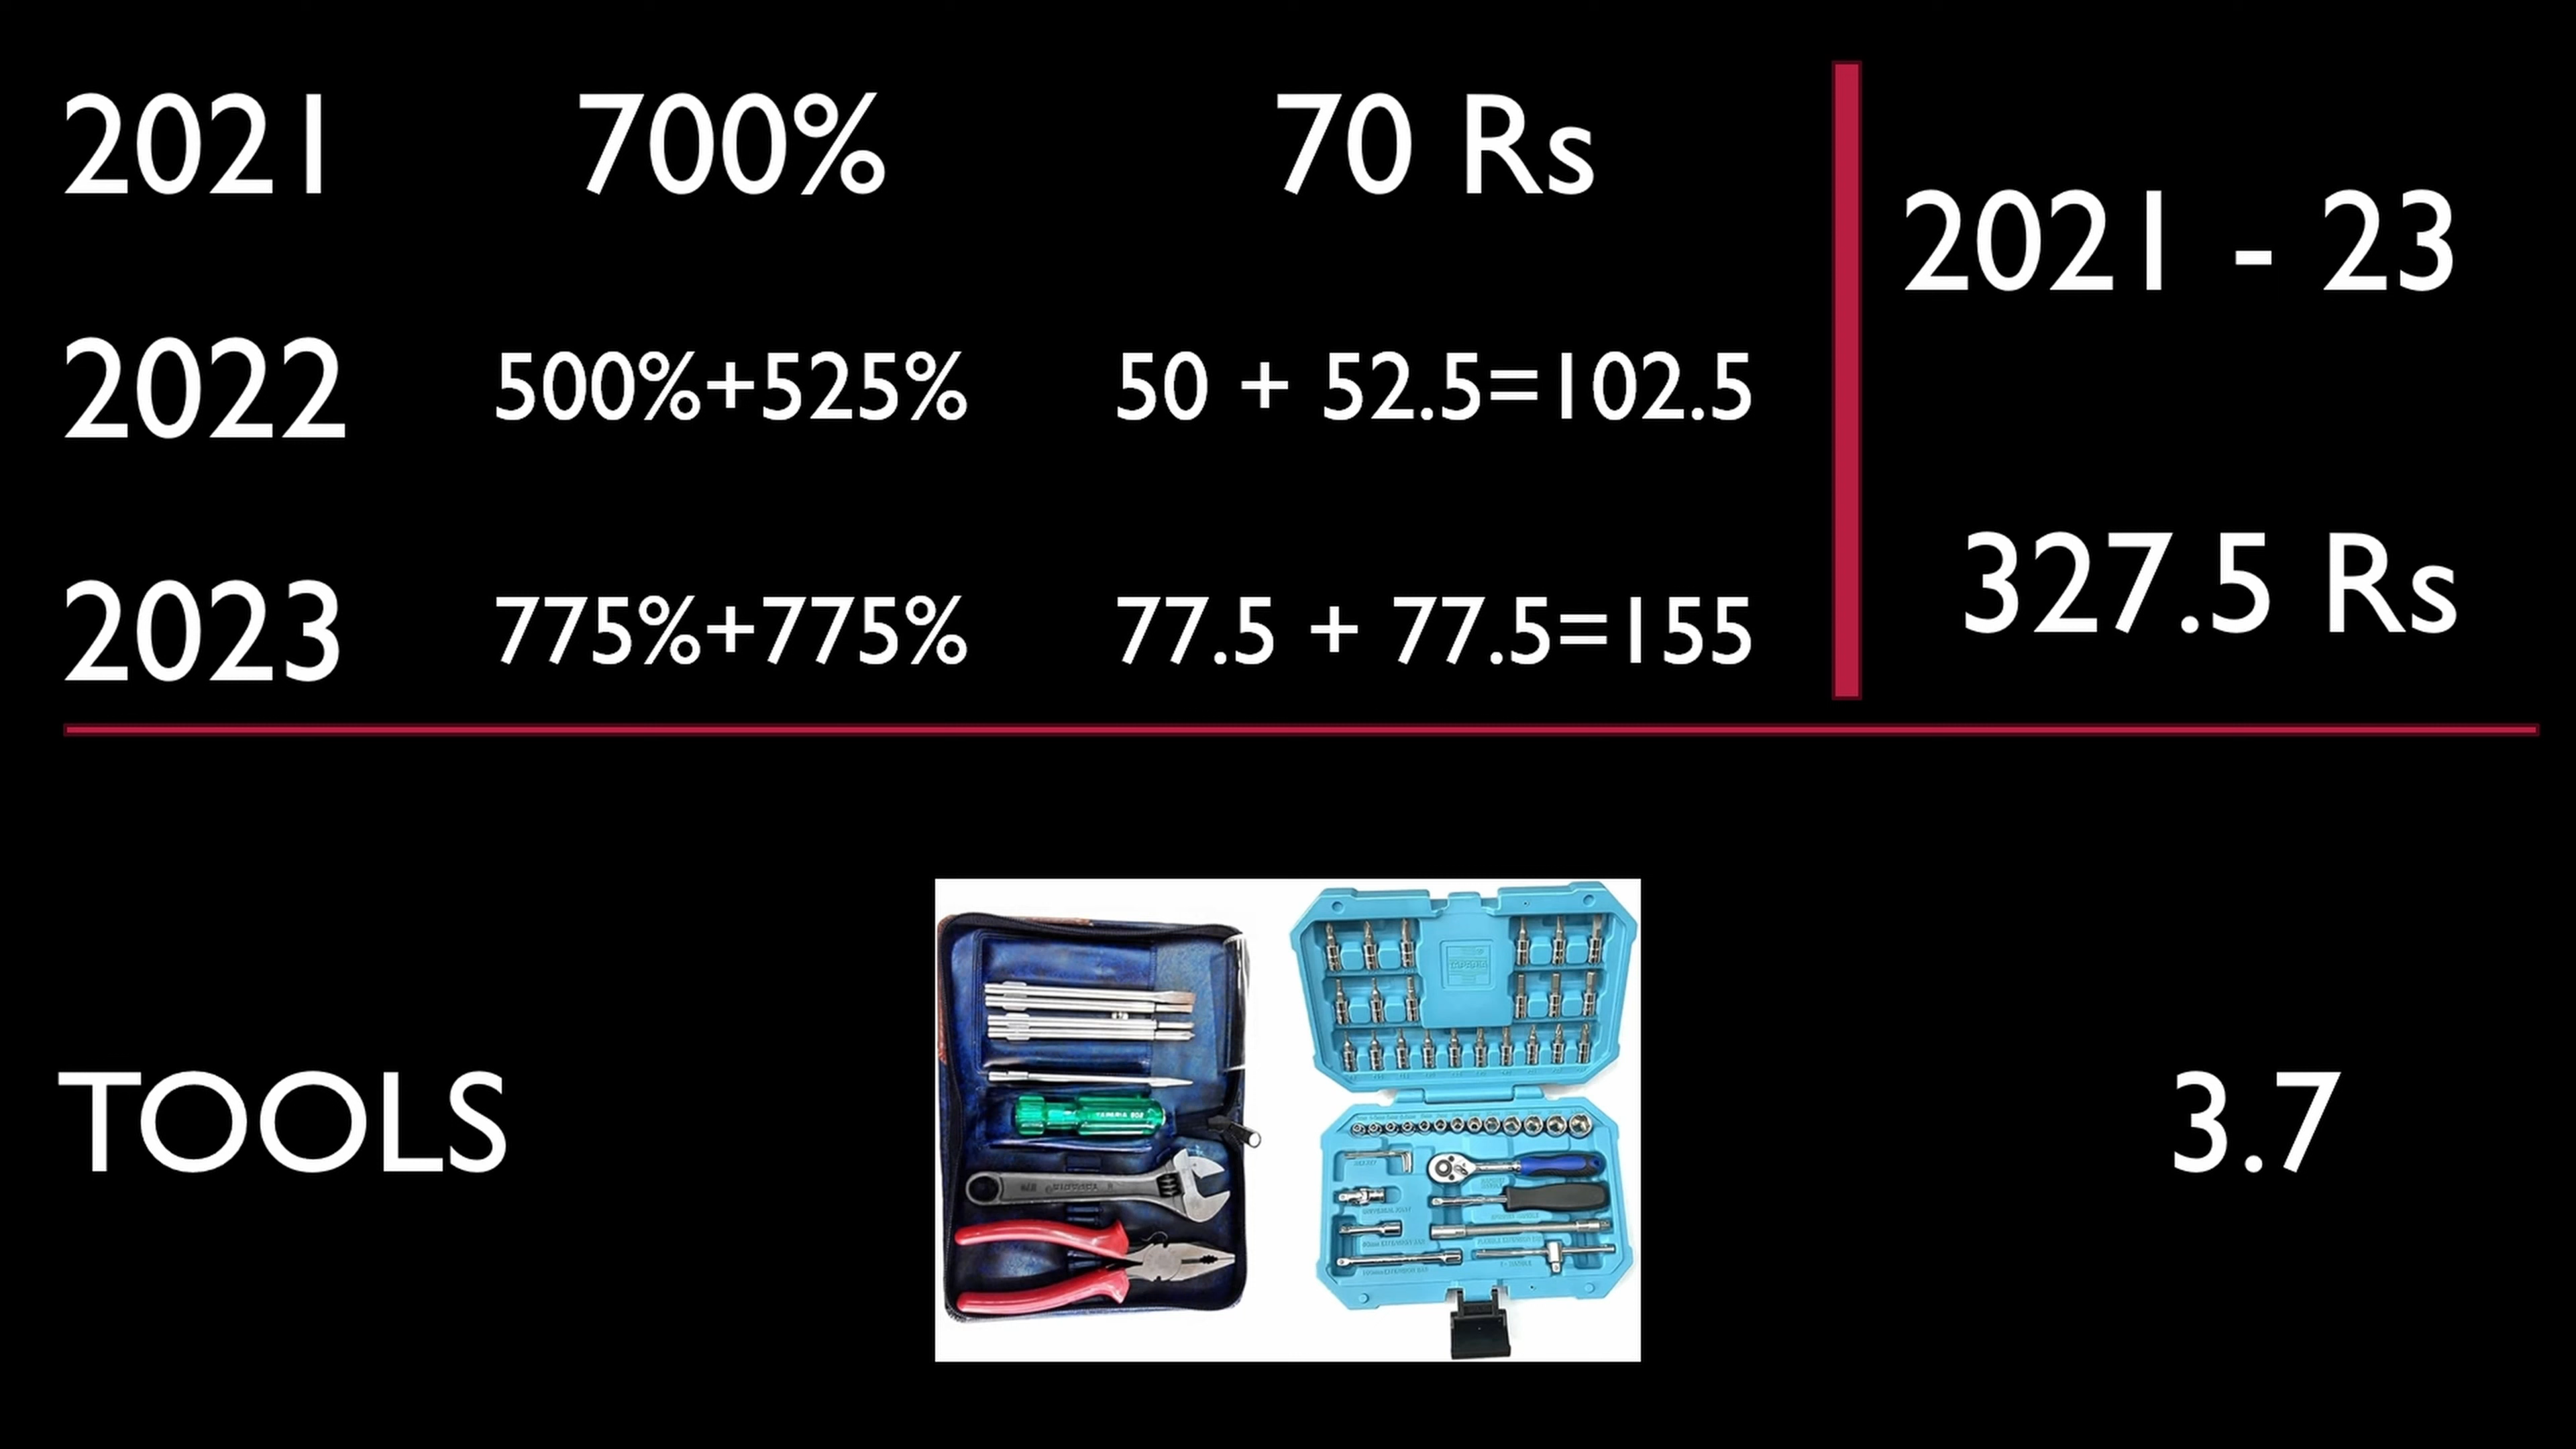 2021 700% 70 Rs
2021 - 23
2022 500%+525% 50 + 52.5=102.5
2023 775%+775% 77.5 + 77.5=155
327.5 Rs
TOOLS 3.7